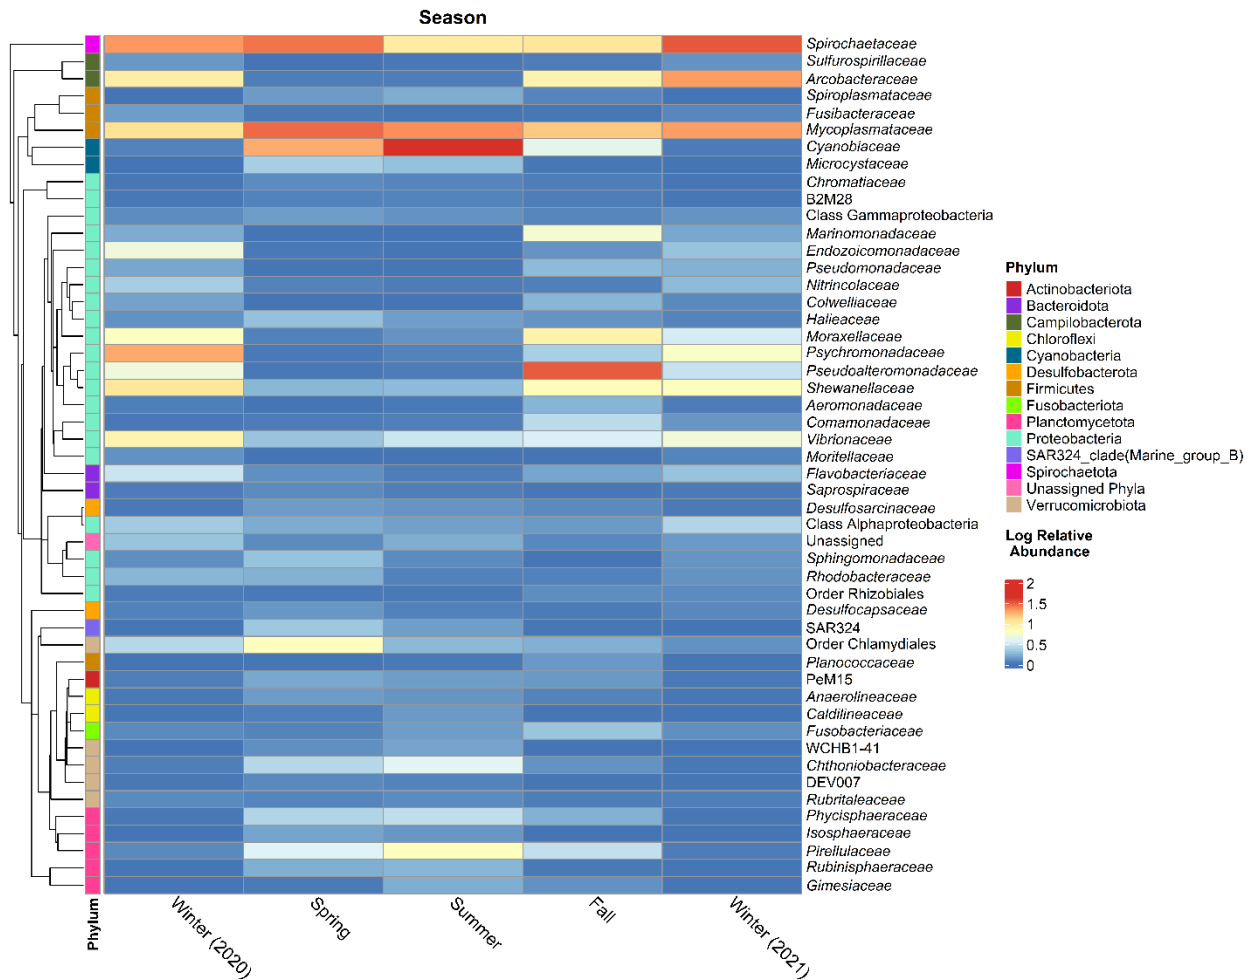 Season
Spirochaetaceae
Sulfurospirillaceae
Arcobacteraceae
Spiroplasmataceae
Fusibacteraceae
Mycoplasmataceae
Cyanobiaceae
Microcystaceae
Chromatiaceae
B2M28
Class Gammaproteobacteria
Marinomonadaceae
Endozoicomonadaceae
Pseudomonadaceae
Nitrincolaceae
Colwelliaceae
Halieaceae
Moraxellaceae
Psychromonadaceae
Pseudoalteromonadaceae
Shewanellaceae
Aeromonadaceae
Comamonadaceae
Vibrionaceae
Moritellaceae
Flavobacteriaceae
Saprospiraceae
Desulfosarcinaceae
Class Alphaproteobacteria
Unassigned
Sphingomonadaceae
Rhodobacteraceae
Order Rhizobiales
Desulfocapsaceae
SAR324
Order Chlamydiales
Planococcaceae
PeM15
Anaerolineaceae
Caldilineaceae
Fusobacteriaceae
WCHB1-41
Chthoniobacteraceae
DEV007
Rubritaleaceae
Phycisphaeraceae
Isosphaeraceae
Pirellulaceae
Rubinisphaeraceae
Gimesiaceae
Phylum
Winter (2020)
Spring
Summer
Fall
Winter (2021)
Phylum
Actinobacteriota
Bacteroidota
Campilobacterota
Chloroflexi
Cyanobacteria
Desulfobacterota
Firmicutes
Fusobacteriota
Planctomycetota
Proteobacteria
SAR324_clade(Marine_group_B)
Spirochaetota
Unassigned Phyla
Verrucomicrobiota
Log Relative
Abundance
2
1.5
1
0.5
0